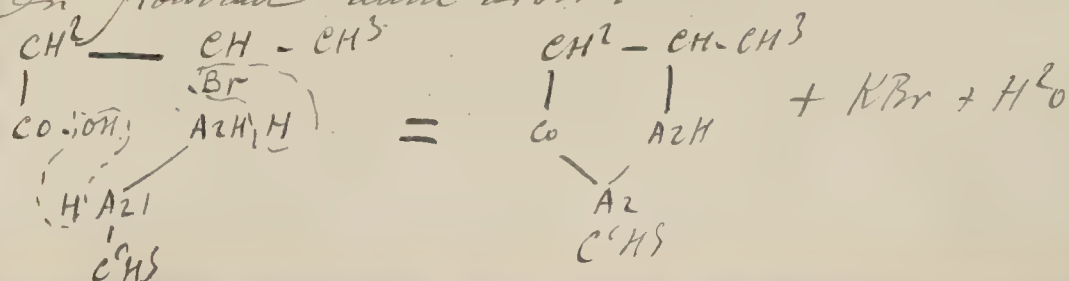 CH² — CH - CH³ CH² - CH - CH³
Br
CO OH AzH H = Co AzH + KBr + H²O
H Az Az
C⁶H⁵ C⁶H⁵